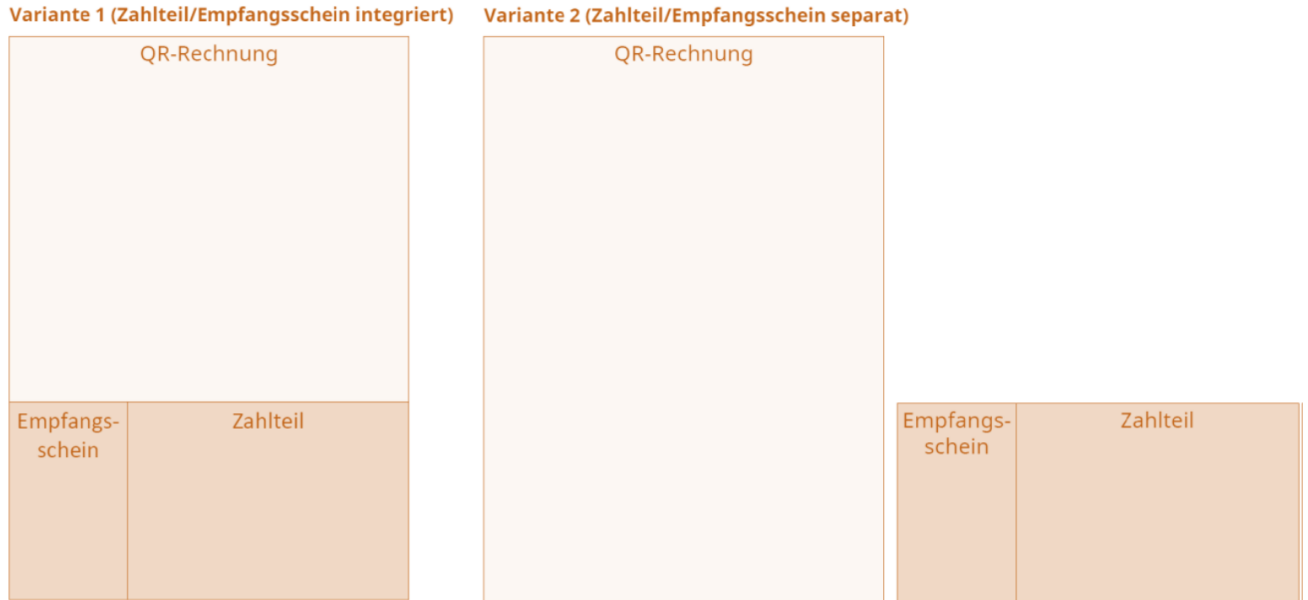 Variante 1 (Zahlteil/Empfangsschein integriert)
QR-Rechnung
Empfangs-
schein
Zahlteil
Variante 2 (Zahlteil/Empfangsschein separat)
QR-Rechnung
Empfangs-
schein
Zahlteil